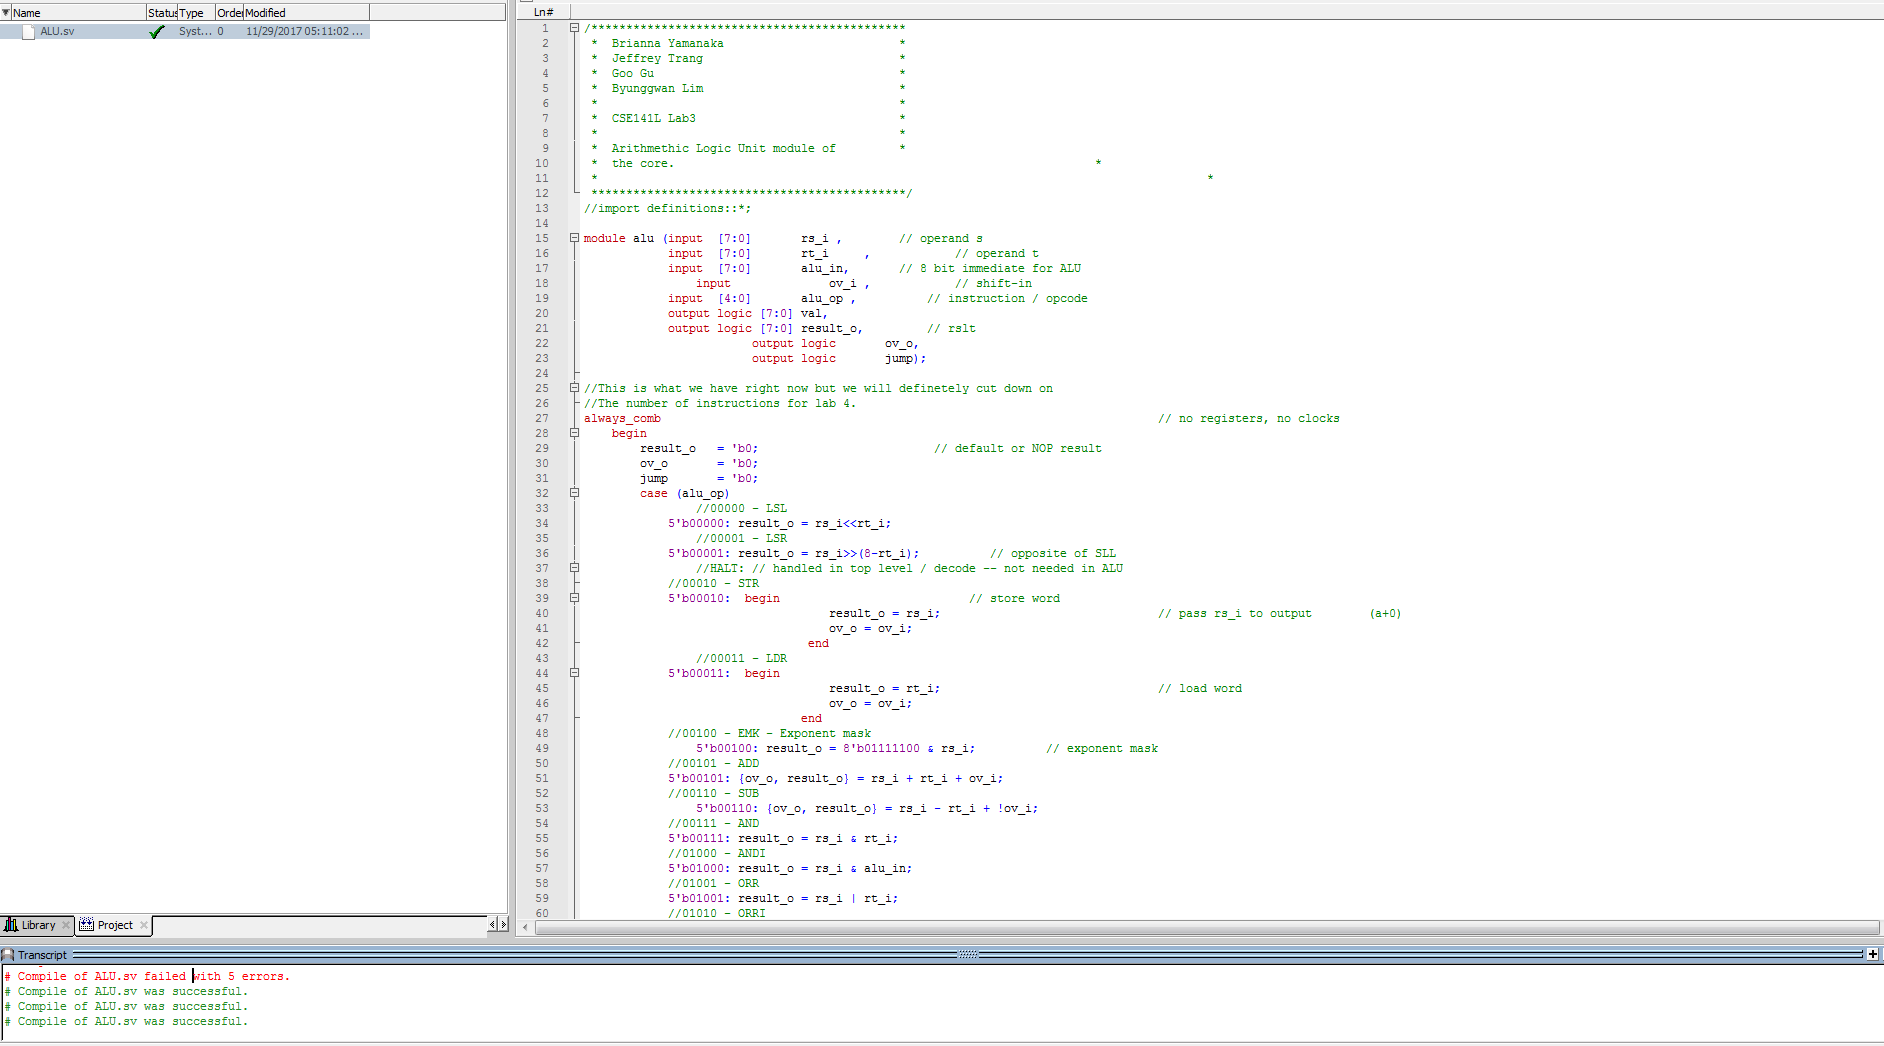 Name Status Type Order Modified
ALU.sv Syst... 0 11/29/2017 05:11:02 ...
Library Project
Ln#
1 /*********************************************
2 * Brianna Yamanaka *
3 * Jeffrey Trang *
4 * Goo Gu *
5 * Byunggwan Lim *
6 * *
7 * CSE141L Lab3 *
8 * *
9 * Arithmethic Logic Unit module of *
10 * the core. *
11 * *
12 *********************************************/
13 //import definitions::*;
14
15 module alu (input [7:0] rs_i , // operand s
16 input [7:0] rt_i , // operand t
17 input [7:0] alu_in, // 8 bit immediate for ALU
18 input ov_i , // shift-in
19 input [4:0] alu_op , // instruction / opcode
20 output logic [7:0] val,
21 output logic [7:0] result_o, // rslt
22 output logic ov_o,
23 output logic jump);
24
25 //This is what we have right now but we will definetely cut down on
26 //The number of instructions for lab 4.
27 always_comb // no registers, no clocks
28 begin
29 result_o = 'b0; // default or NOP result
30 ov_o = 'b0;
31 jump = 'b0;
32 case (alu_op)
33 //00000 - LSL
34 5'b00000: result_o = rs_i<<rt_i;
35 //00001 - LSR
36 5'b00001: result_o = rs_i>>(8-rt_i); // opposite of SLL
37 //HALT: // handled in top level / decode -- not needed in ALU
38 //00010 - STR
39 5'b00010: begin // store word
40 result_o = rs_i; // pass rs_i to output (a+0)
41 ov_o = ov_i;
42 end
43 //00011 - LDR
44 5'b00011: begin
45 result_o = rt_i; // load word
46 ov_o = ov_i;
47 end
48 //00100 - EMK - Exponent mask
49 5'b00100: result_o = 8'b01111100 & rs_i; // exponent mask
50 //00101 - ADD
51 5'b00101: {ov_o, result_o} = rs_i + rt_i + ov_i;
52 //00110 - SUB
53 5'b00110: {ov_o, result_o} = rs_i - rt_i + !ov_i;
54 //00111 - AND
55 5'b00111: result_o = rs_i & rt_i;
56 //01000 - ANDI
57 5'b01000: result_o = rs_i & alu_in;
58 //01001 - ORR
59 5'b01001: result_o = rs_i | rt_i;
60 //01010 - ORRI
Transcript
# Compile of ALU.sv failed with 5 errors.
# Compile of ALU.sv was successful.
# Compile of ALU.sv was successful.
# Compile of ALU.sv was successful.